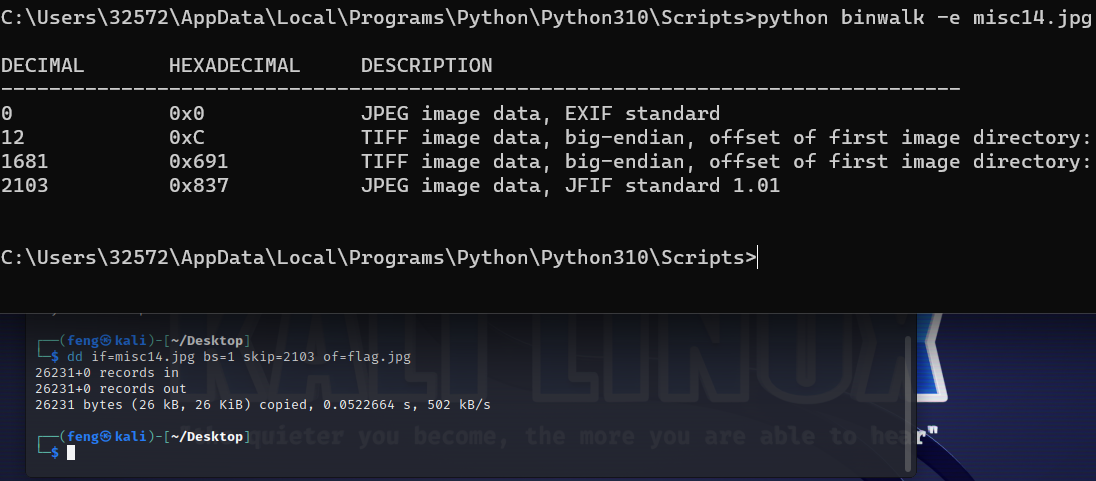 C:\Users\32572\AppData\Local\Programs\Python\Python310\Scripts>python binwalk -e misc14.jpg
DECIMAL       HEXADECIMAL     DESCRIPTION
--------------------------------------------------------------------------------
0             0x0             JPEG image data, EXIF standard
12            0xC             TIFF image data, big-endian, offset of first image directory:
1681          0x691           TIFF image data, big-endian, offset of first image directory:
2103          0x837           JPEG image data, JFIF standard 1.01
C:\Users\32572\AppData\Local\Programs\Python\Python310\Scripts>
KALI LINUX
┌──(feng㉿kali)-[~/Desktop]
└─$ dd if=misc14.jpg bs=1 skip=2103 of=flag.jpg
26231+0 records in
26231+0 records out
26231 bytes (26 kB, 26 KiB) copied, 0.0522664 s, 502 kB/s
┌──(feng㉿kali)-[~/Desktop]
"the quieter you become, the more you are able to hear"
└─$